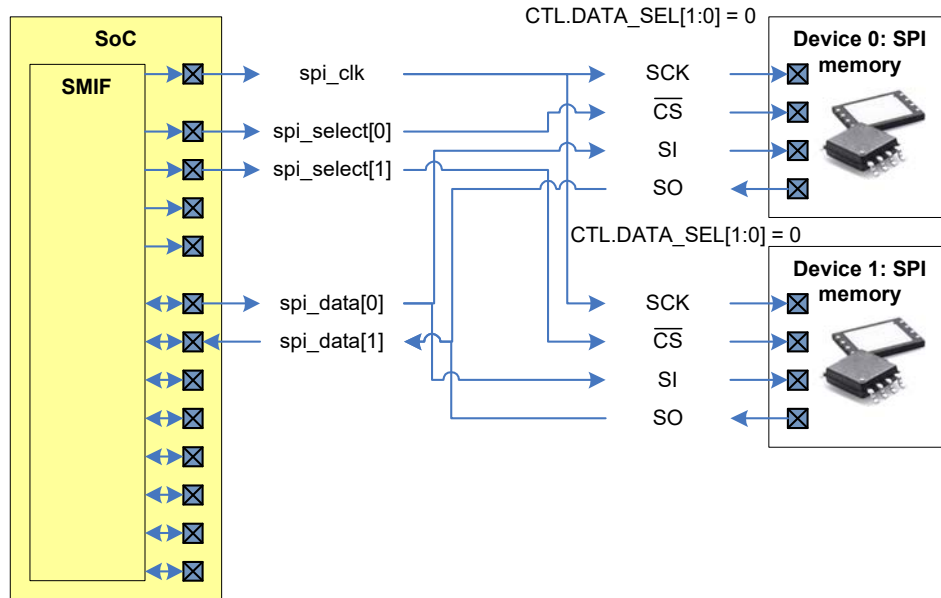 CTL.DATA_SEL[1:0] = 0
SoC
SMIF
Device 0: SPI
memory
spi_clk
SCK
spi_select[0]
CS
spi_select[1]
SI
SO
CTL.DATA_SEL[1:0] = 0
Device 1: SPI
memory
spi_data[0]
SCK
spi_data[1]
CS
SI
SO